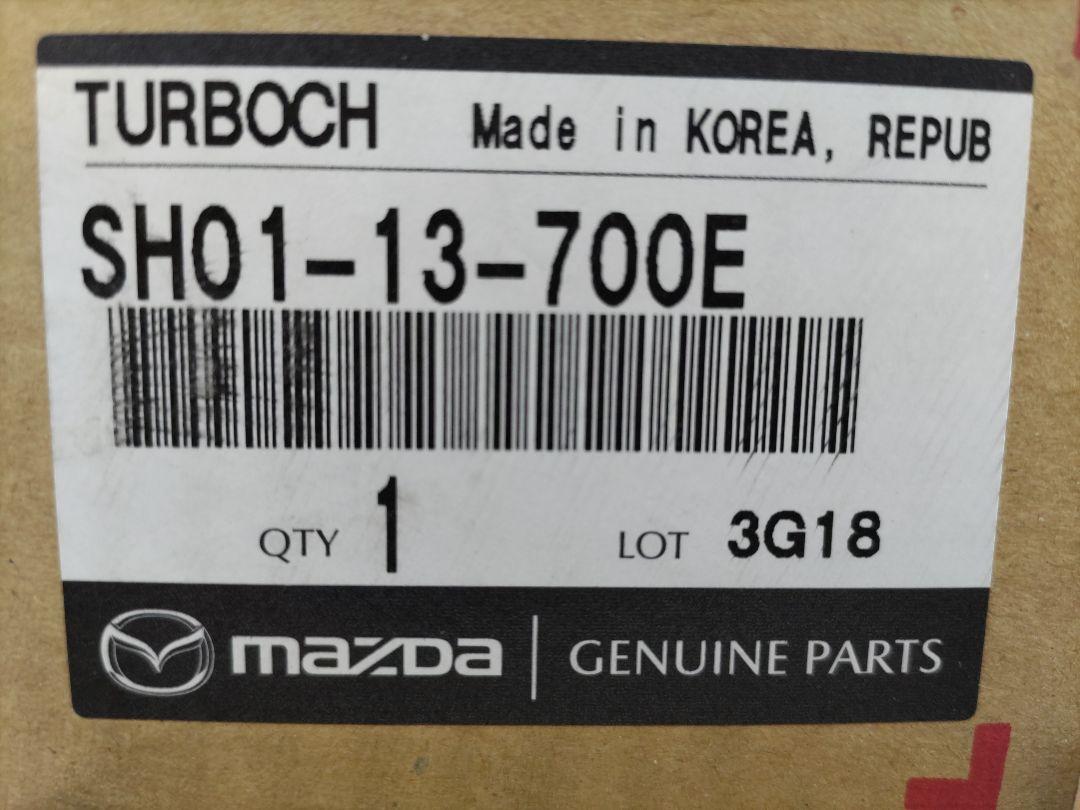 TURBOCH Made in KOREA, REPUB
SH01-13-700E
QTY 1 LOT 3G18
mazda GENUINE PARTS